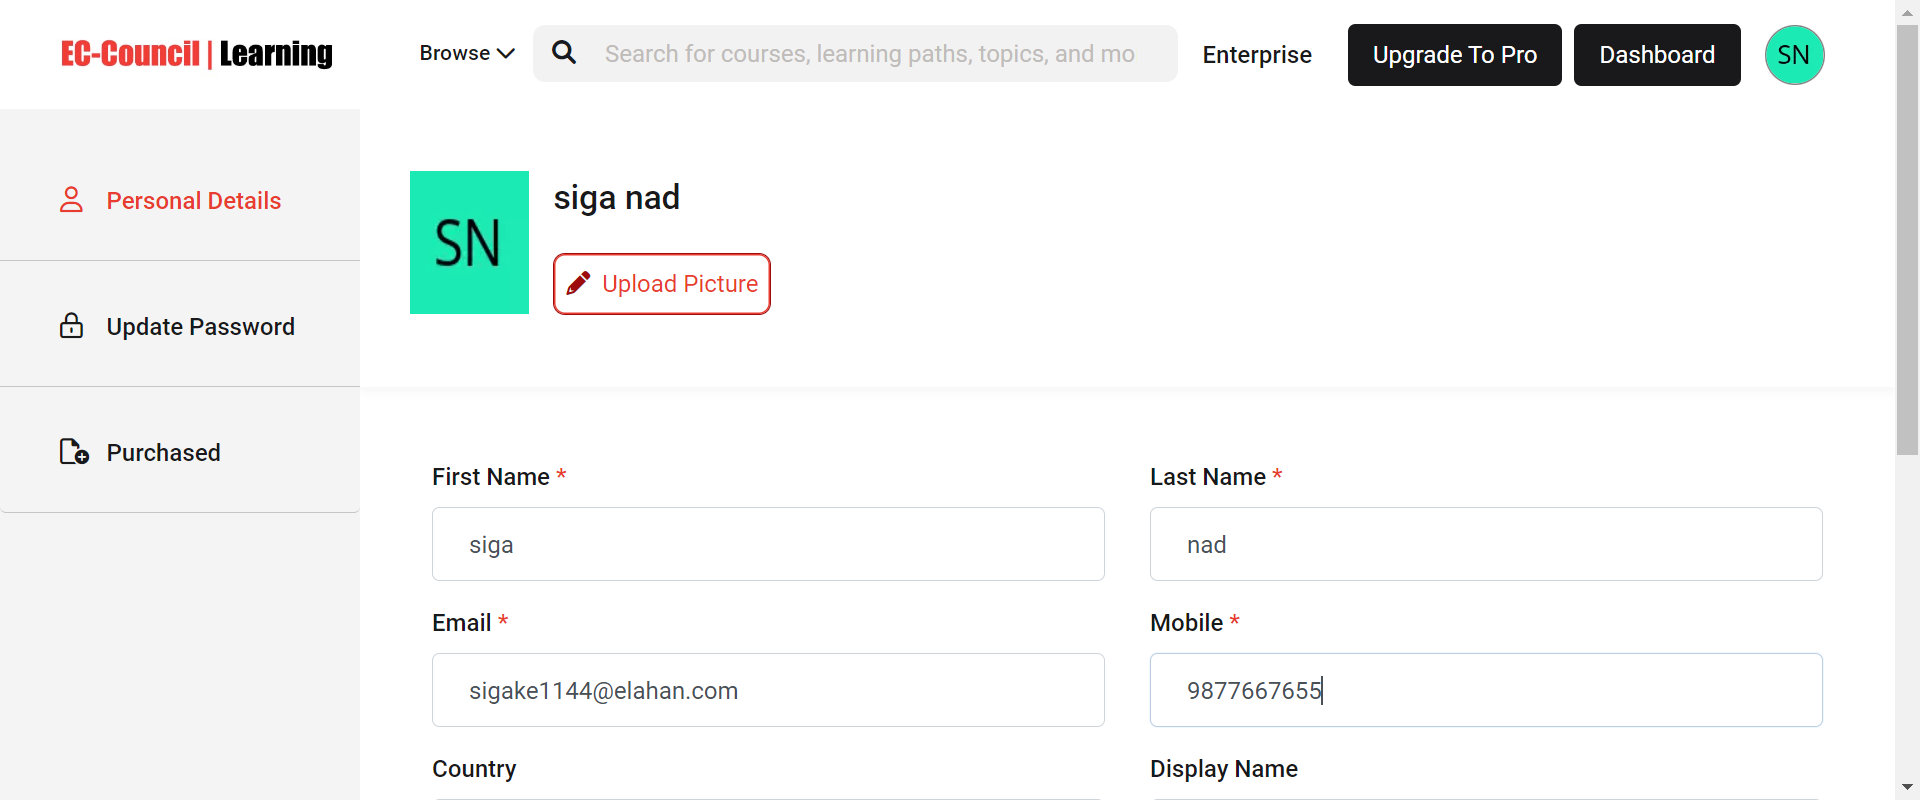 EC-Council | Learning
Browse
Search for courses, learning paths, topics, and mo
Enterprise
Upgrade To Pro
Dashboard
SN
Personal Details
Update Password
Purchased
SN
siga nad
Upload Picture
First Name *
Last Name *
siga
nad
Email *
Mobile *
sigake1144@elahan.com
9877667655
Country
Display Name